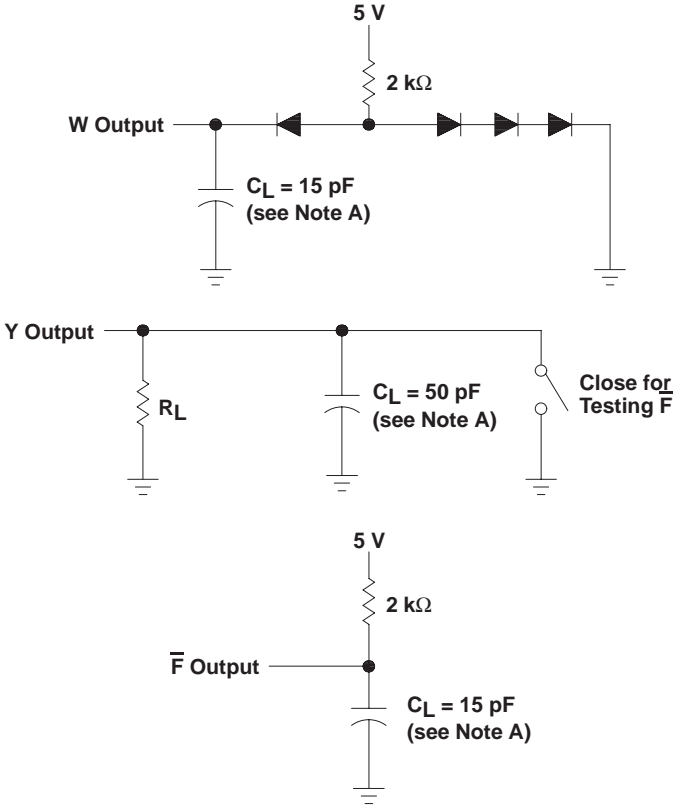 5 V
2 kΩ
W Output
C_L = 15 pF
(see Note A)
Y Output
R_L
C_L = 50 pF
(see Note A)
Close for
Testing F̅
5 V
2 kΩ
F̅ Output
C_L = 15 pF
(see Note A)